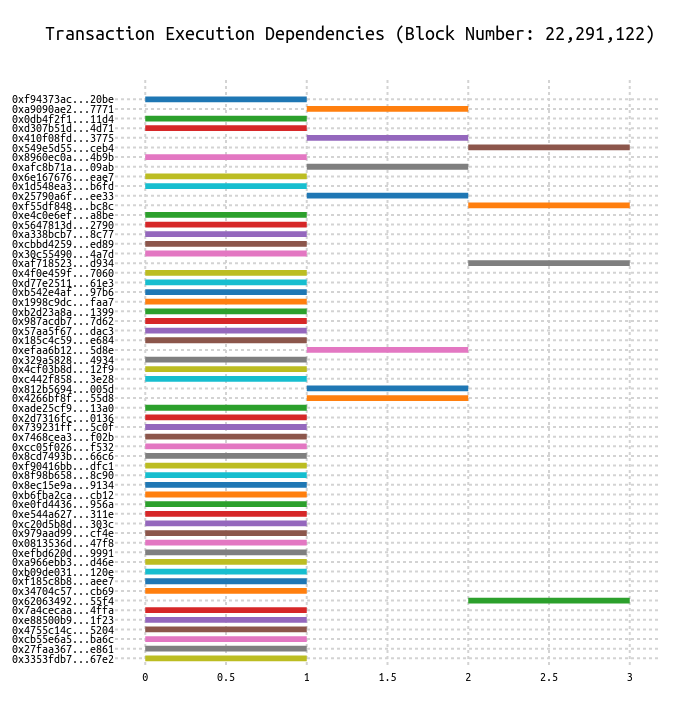 Transaction Execution Dependencies (Block Number: 22,291,122)
0xf94373ac...20be
0xa9090ae2...7771
0x0db4f2f1...11d4
0xd307b51d...4d71
0x410f08fd...3775
0x549e5d55...ceb4
0x8960ec0a...4b9b
0xafc8b71a...09ab
0x6e167676...eae7
0x1d548ea3...b6fd
0x25790a6f...ee33
0xf55df848...bc8c
0xe4c0e6ef...a8be
0x5647813d...2790
0xa338bcb7...8c77
0xcbbd4259...ed89
0x30c55490...4a7d
0xaf718523...d934
0x4f0e459f...7060
0xd77e2511...61e3
0xb542e4af...97b6
0x1998c9dc...faa7
0xb2d23a8a...1399
0x987acdb7...7d62
0x57aa5f67...dac3
0x185c4c59...e684
0xefaa6b12...5d8e
0x329a5828...4934
0x4cf03b8d...12f9
0xc442f858...3e28
0x812b5694...005d
0x4266bf8f...55d8
0xade25cf9...13a0
0x2d7316fc...0136
0x739231ff...5c0f
0x7468cea3...f02b
0xcc05f026...f532
0x8cd7493b...66c6
0xf90416bb...dfc1
0x8f98b658...8c90
0x8ec15e9a...9134
0xb6fba2ca...cb12
0xe0fd4436...956a
0xe544a627...311e
0xc20d5b8d...303c
0x979aad99...cf4e
0x0813536d...47f8
0xefbd620d...9991
0xa966ebb3...d46e
0xb09de031...120e
0xf185c8b8...aee7
0x34704c57...cb69
0x62063492...55f4
0x7a4cecaa...4ffa
0xe88500b9...1f23
0x4755c14c...5204
0xcb55e6a5...ba6c
0x27faa367...e861
0x3353fdb7...67e2
0 0.5 1 1.5 2 2.5 3